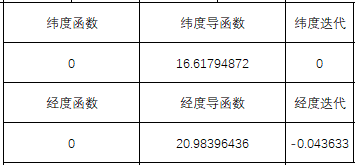 纬度函数 纬度导函数 纬度迭代
0 16.61794872 0
经度函数 经度导函数 经度迭代
0 20.98396436 -0.043633